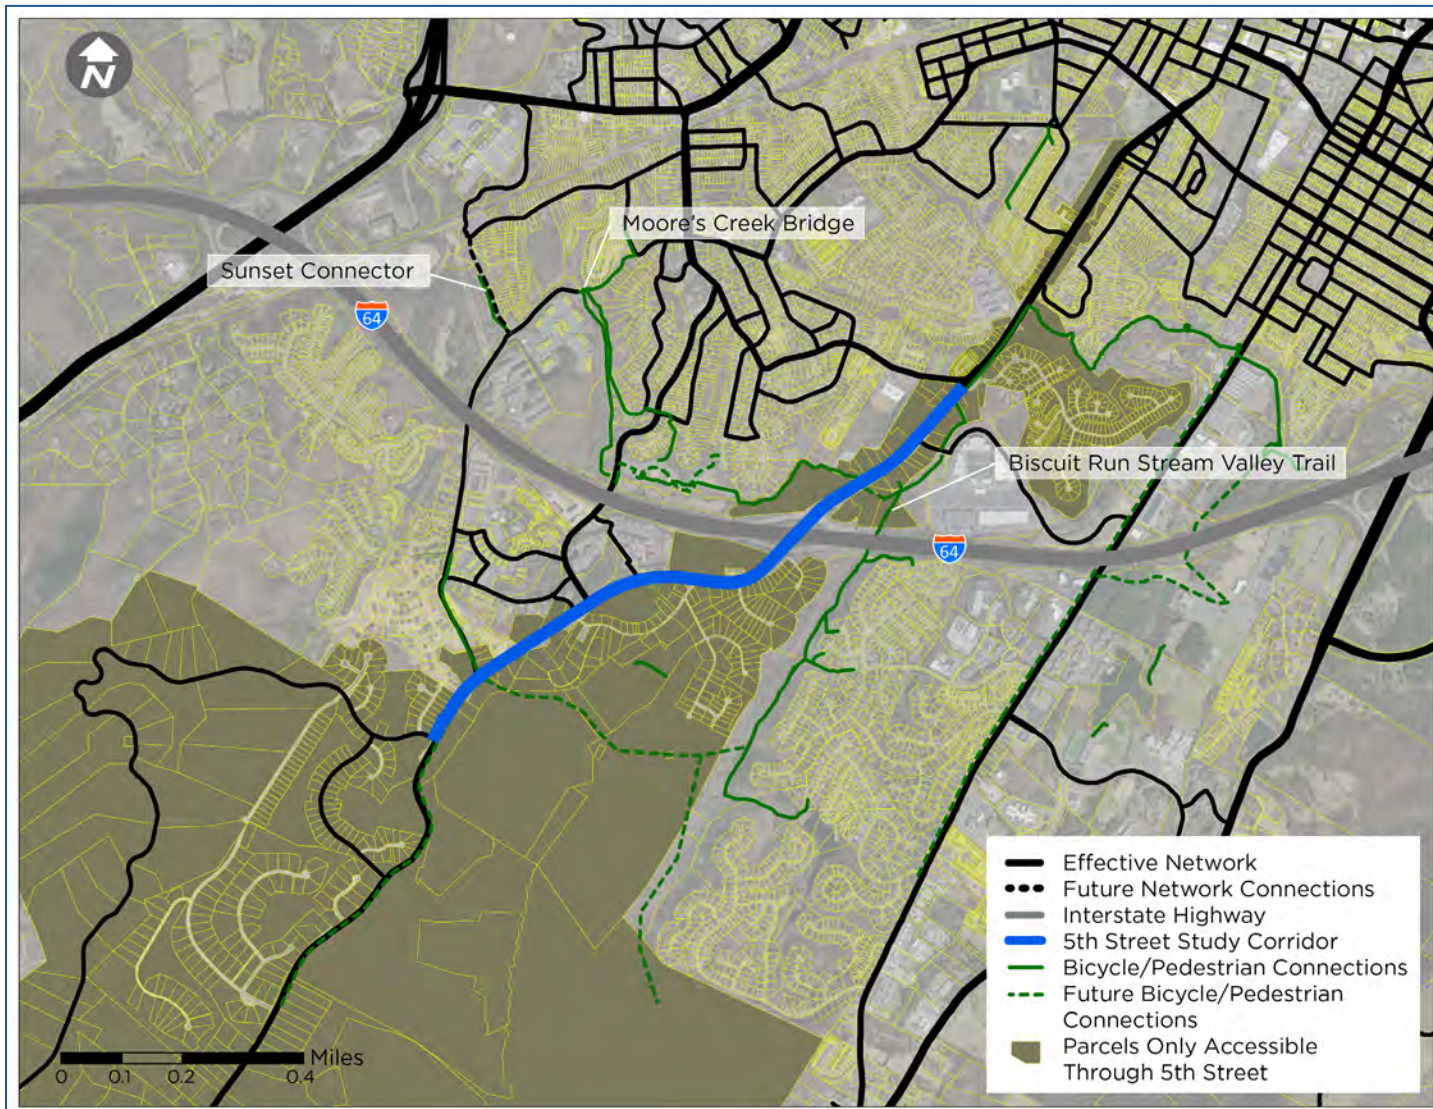 N
Moore's Creek Bridge
Sunset Connector
64
Biscuit Run Stream Valley Trail
64
Effective Network
Future Network Connections
Interstate Highway
5th Street Study Corridor
Bicycle/Pedestrian Connections
Future Bicycle/Pedestrian
Connections
Parcels Only Accessible
Through 5th Street
Miles
0 0.1 0.2 0.4